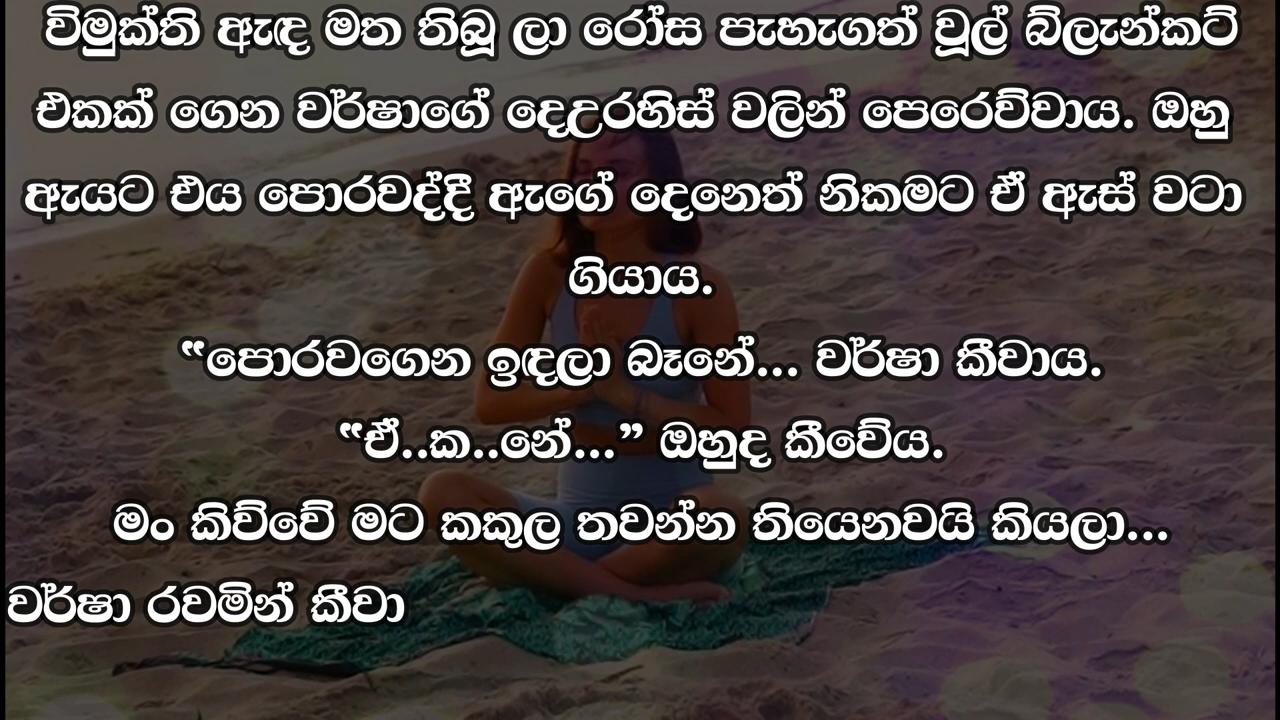 විමුක්ති ඇඳ මත තිබූ ලා රෝස පැහැගත් වූල් බ්ලැන්කට්
එකක් ගෙන වර්ෂාගේ දෙඋරහිස් වලින් පෙරෙව්වාය. ඔහු
ඇයට එය පොරවද්දී ඇගේ දෙනෙත් නිකමට ඒ ඇස් වටා
ගියාය.
“පොරවගෙන ඉඳලා බෑනේ... වර්ෂා කීවාය.
“ඒ..ක..නේ...” ඔහුද කීවේය.
මං කිව්වේ මට කකුල තවන්න තියෙනවයි කියලා...
වර්ෂා රවමින් කීවා